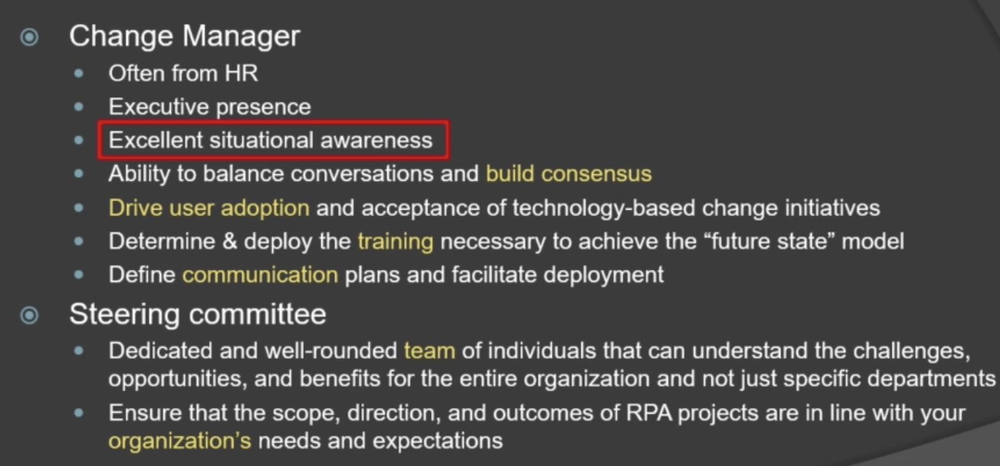 Change Manager
Often from HR
Executive presence
Excellent situational awareness
Ability to balance conversations and build consensus
Drive user adoption and acceptance of technology-based change initiatives
Determine & deploy the training necessary to achieve the “future state” model
Define communication plans and facilitate deployment
Steering committee
Dedicated and well-rounded team of individuals that can understand the challenges,
opportunities, and benefits for the entire organization and not just specific departments
Ensure that the scope, direction, and outcomes of RPA projects are in line with your
organization’s needs and expectations